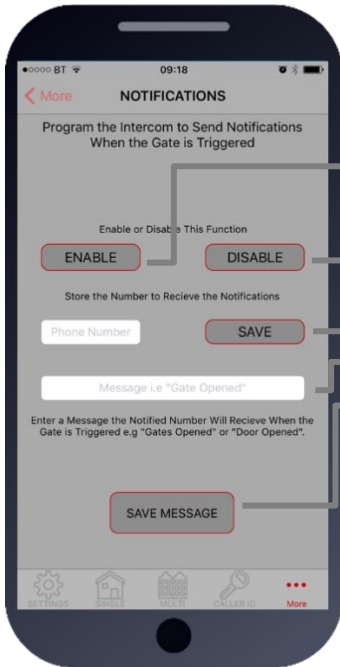 ●○○○○ BT 09:18
More NOTIFICATIONS
Program the Intercom to Send Notifications
When the Gate is Triggered
Enable or Disable This Function
ENABLE DISABLE
Store the Number to Recieve the Notifications
Phone Number SAVE
Message i.e "Gate Opened"
Enter a Message the Notified Number Will Recieve When the
Gate is Triggered e.g "Gates Opened" or "Door Opened".
SAVE MESSAGE
SETTINGS SINGLE MULTI CALLER ID More